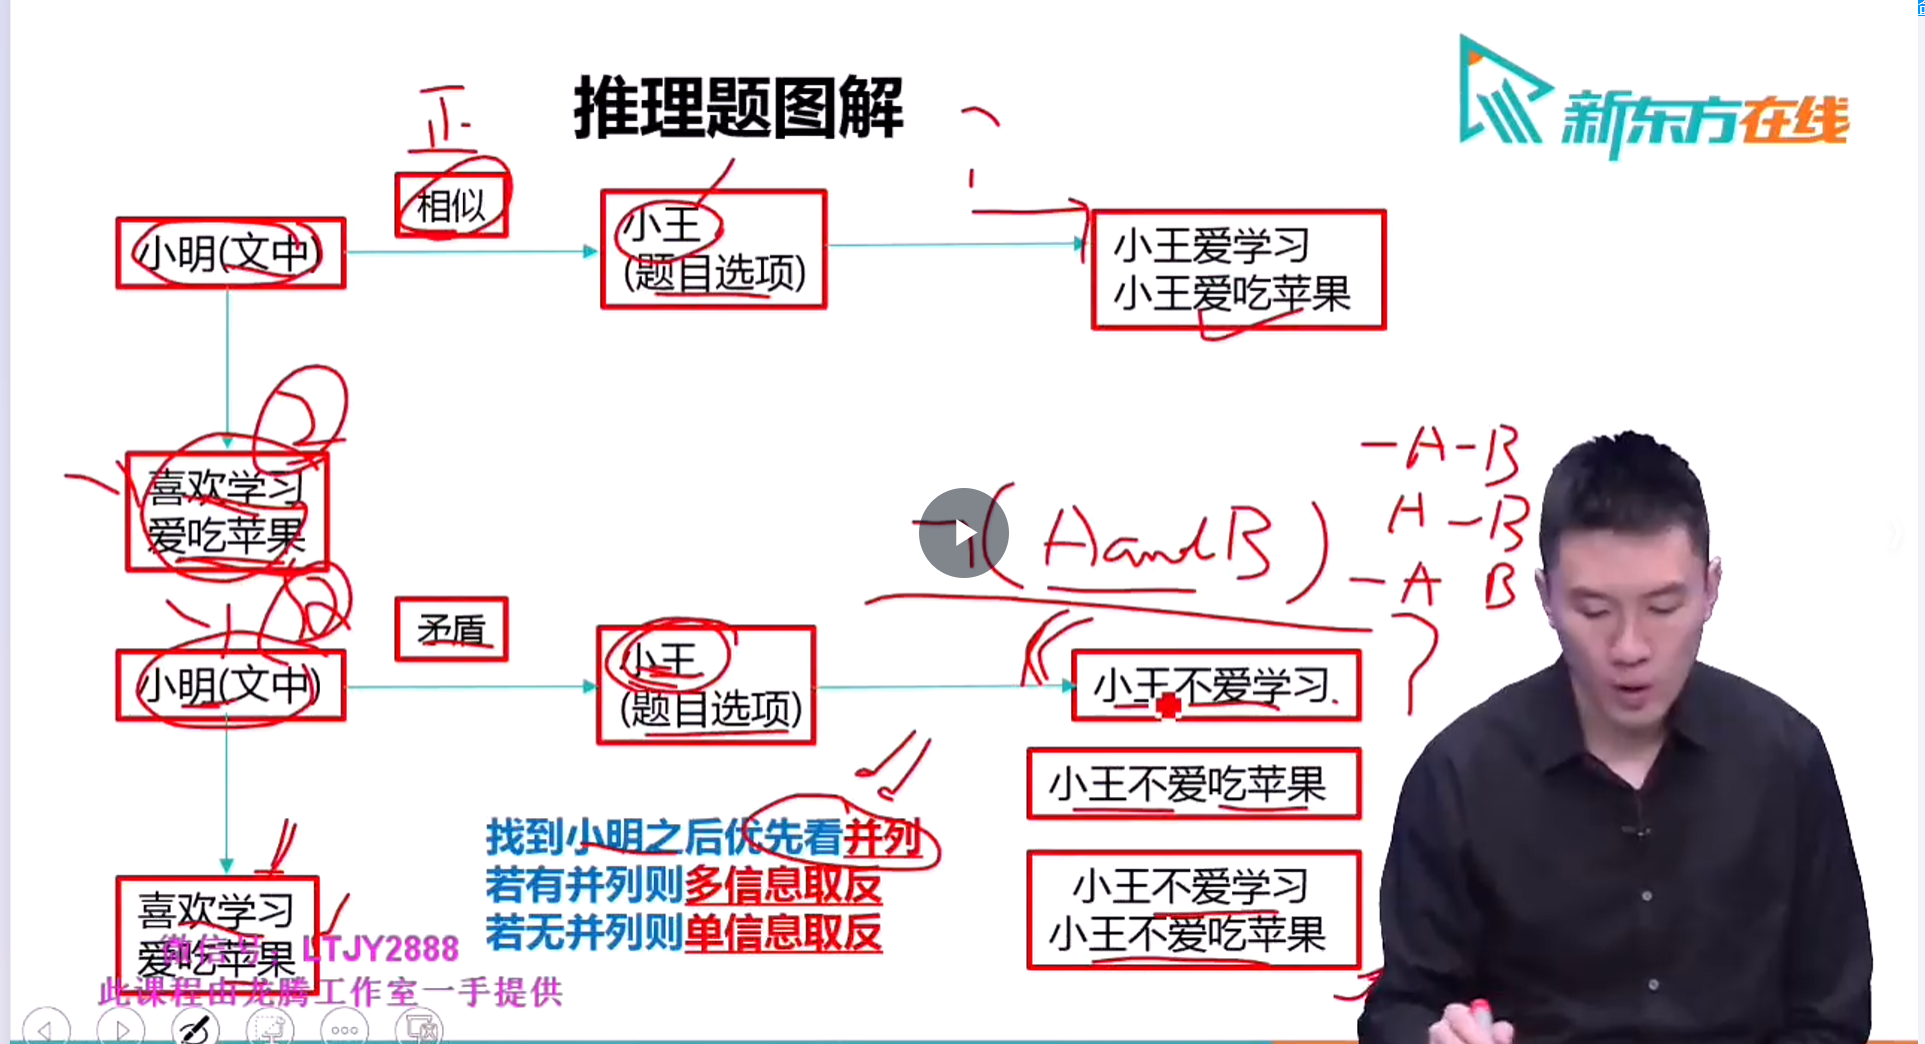 推理题图解
新东方在线
正
相似
小明(文中)
小王
(题目选项)
小王爱学习
小王爱吃苹果
喜欢学习
爱吃苹果
¬(A and B)
-A-B
A-B
-A B
小明(文中)
矛盾
小王
(题目选项)
小王不爱学习
小王不爱吃苹果
小王不爱学习
小王不爱吃苹果
找到小明之后优先看并列
若有并列则多信息取反
若无并列则单信息取反
喜欢学习
爱吃苹果
微信号：LTJY2888
此课程由龙腾工作室一手提供